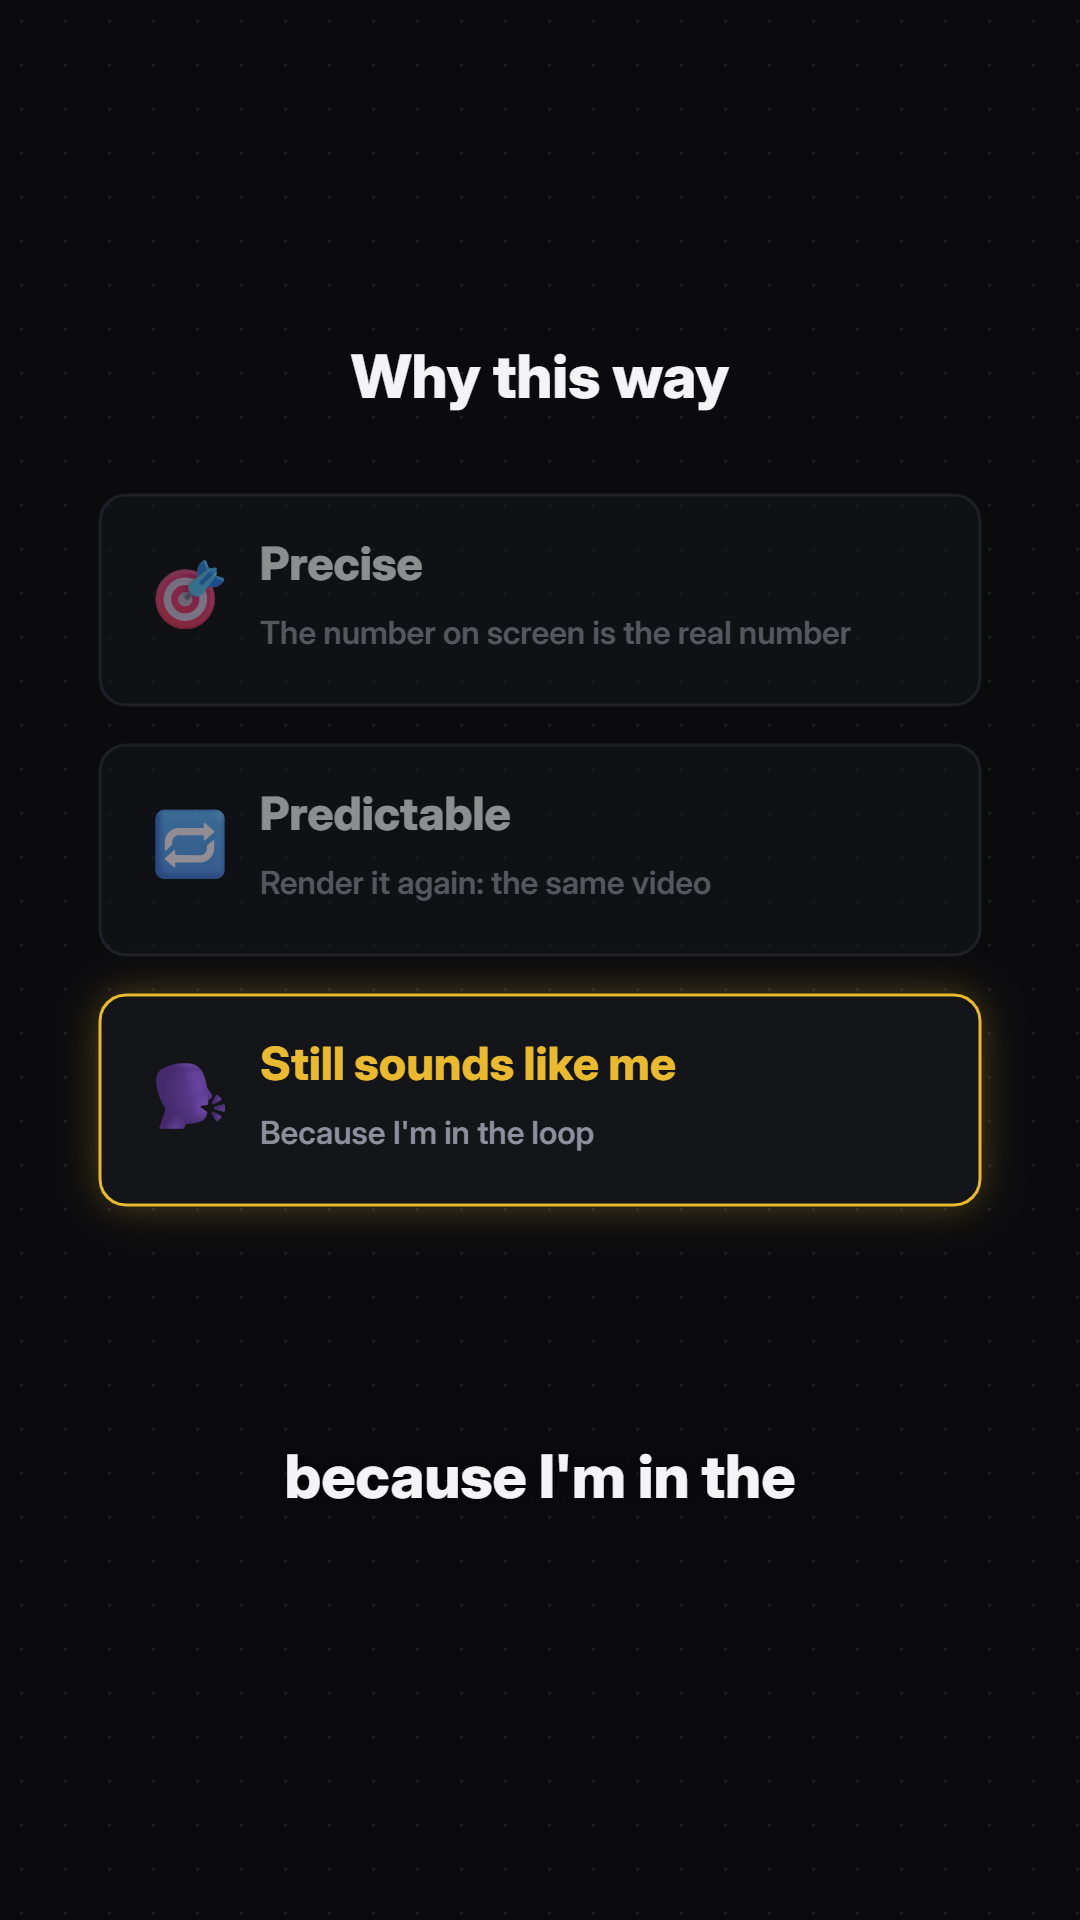 Why this way
Precise
The number on screen is the real number
Predictable
Render it again: the same video
Still sounds like me
Because I'm in the loop
because I'm in the